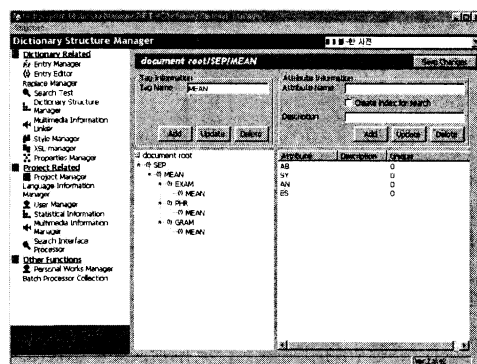 Dictionary Structure Manager
사전
Dictionary Related
Entry Manager
Entry Editor
Replace Manager
Search Test
Dictionary Structure
Manager
Multimedia Information
Linker
Style Manager
XSL manager
Properties Manager
Project Related
Project Manager
Language Information
Manager
User Manager
Statistical Information
Multimedia Information
Manager
Search Interface
Processor
Other Functions
Personal Works Manager
Batch Processor Collection
document root/SEP/MEAN
Save Changes
Tag Information
Tag Name MEAN
Add Update Delete
Attribute Information
Attribute Name
Create index for search
Description
Add Update Delete
document root
SEP
MEAN
EXAM
MEAN
PHR
MEAN
GRAM
MEAN
Attribute Description Unique
AB 0
SY 0
AN 0
ES 0